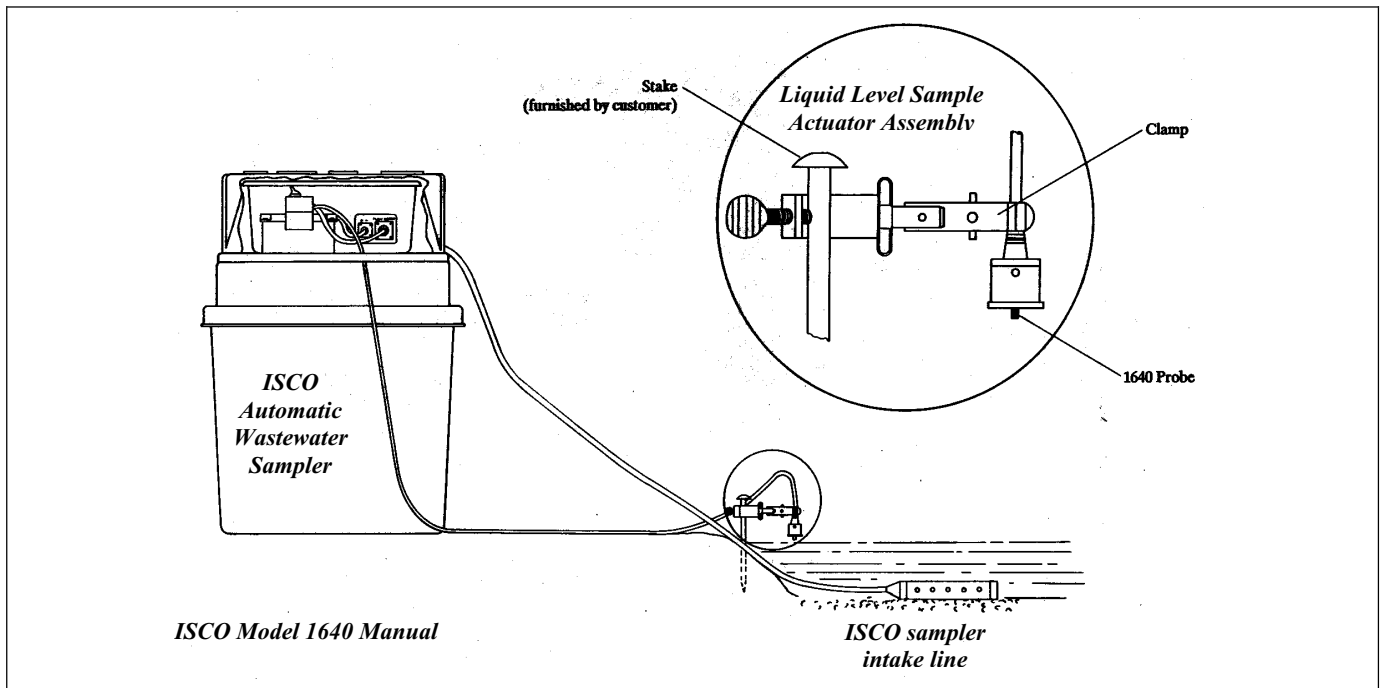 Stake
(furnished by customer)
Liquid Level Sample
Actuator Assembly
Clamp
1640 Probe
ISCO
Automatic
Wastewater
Sampler
ISCO Model 1640 Manual
ISCO sampler
intake line